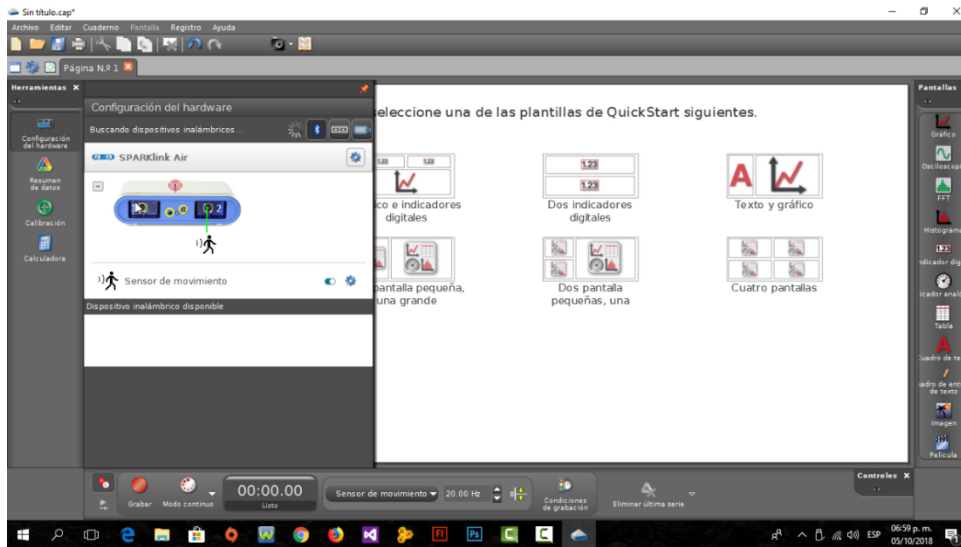 Sin título.cap*
Archivo Editar Cuaderno Pantalla Registro Ayuda
Página N.º 1
Herramientas
Configuración del hardware
Resumen de datos
Calibración
Calculadora
Configuración del hardware
Buscando dispositivos inalámbricos...
SPARKlink Air
2
Sensor de movimiento
Dispositivo inalámbrico disponible
seleccione una de las plantillas de QuickStart siguientes.
1.23 1.23
co e indicadores
digitales
1.23
1.23
Dos indicadores
digitales
A
Texto y gráfico
pantalla pequeña,
una grande
Dos pantalla
pequeñas, una
Cuatro pantallas
Pantallas
Gráfico
Osciloscopi
FFT
Histograma
1.23
ndicador dig
icador analó
Tabla
A
Cuadro de te
adro de ent
de texto
Imagen
Película
Grabar
Modo continuo
00:00.00
Listo
Sensor de movimiento
20.00 Hz
Condiciones
de grabación
Eliminar última serie
Controles
ESP
06:59 p. m.
05/10/2018